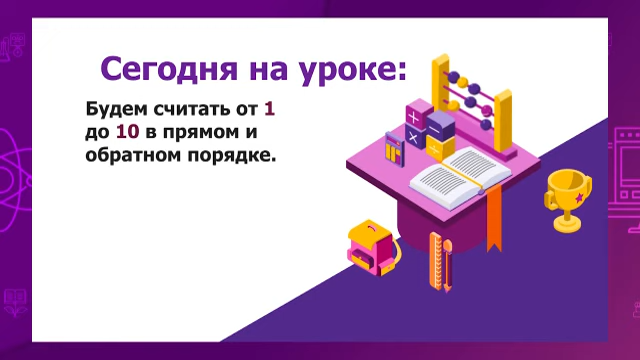 Сегодня на уроке:
Будем считать от 1
до 10 в прямом и
обратном порядке.